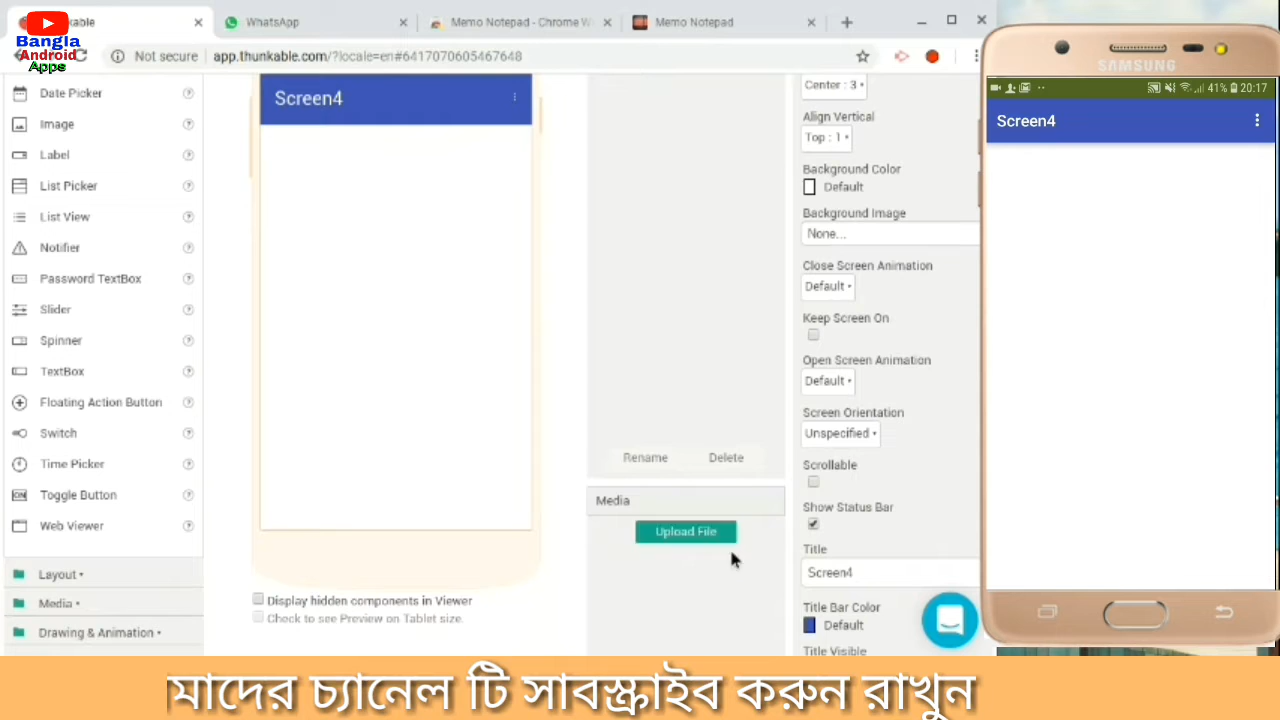 kable
WhatsApp
Memo Notepad - Chrome W
Memo Notepad
Bangla
Android
Apps
Not secure
app.thunkable.com/?locale=en#6417070605467648
Date Picker
Image
Label
List Picker
List View
Notifier
Password TextBox
Slider
Spinner
TextBox
Floating Action Button
Switch
Time Picker
Toggle Button
Web Viewer
Layout
Media
Drawing & Animation
Screen4
Display hidden components in Viewer
Check to see Preview on Tablet size.
Rename Delete
Media
Upload File
Center : 3
Align Vertical
Top : 1
Background Color
Default
Background Image
None...
Close Screen Animation
Default
Keep Screen On
Open Screen Animation
Default
Screen Orientation
Unspecified
Scrollable
Show Status Bar
Title
Screen4
Title Bar Color
Default
Title Visible
SAMSUNG
41% 20:17
Screen4
মাদের চ্যানেল টি সাবস্ক্রাইব করুন রাখুন